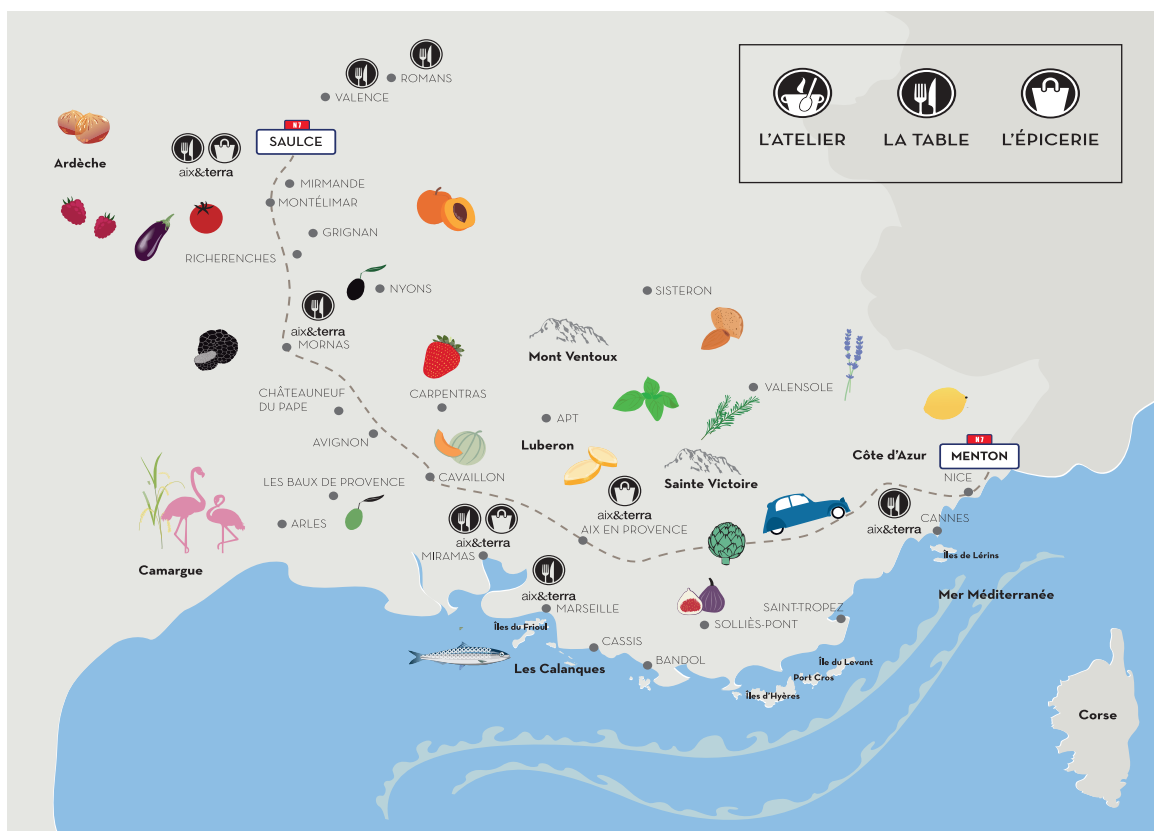 ROMANS
VALENCE
L'ATELIER
LA TABLE
L'ÉPICERIE
N7
SAULCE
Ardèche
aix&terra
MIRMANDE
MONTÉLIMAR
GRIGNAN
RICHERENCHES
NYONS
SISTERON
aix&terra
MORNAS
Mont Ventoux
VALENSOLE
CHÂTEAUNEUF
DU PAPE
CARPENTRAS
APT
AVIGNON
Luberon
N7
MENTON
Côte d'Azur
CAVAILLON
Sainte Victoire
NICE
LES BAUX DE PROVENCE
aix&terra
AIX EN PROVENCE
aix&terra
CANNES
ARLES
aix&terra
MIRAMAS
Îles de Lérins
Camargue
aix&terra
MARSEILLE
Mer Méditerranée
SAINT-TROPEZ
SOLLIÈS-PONT
Îles du Frioul
CASSIS
BANDOL
Les Calanques
Île du Levant
Port Cros
Îles d'Hyères
Corse